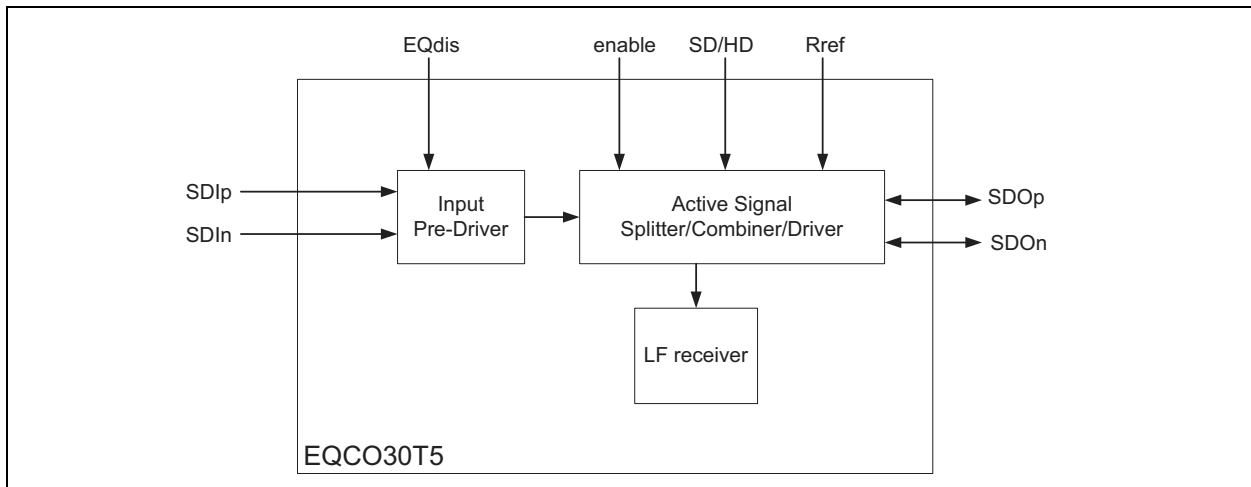 EQdis
enable
SD/HD
Rref
SDIp
SDIn
Input
Pre-Driver
Active Signal
Splitter/Combiner/Driver
SDOp
SDOn
LF receiver
EQCO30T5